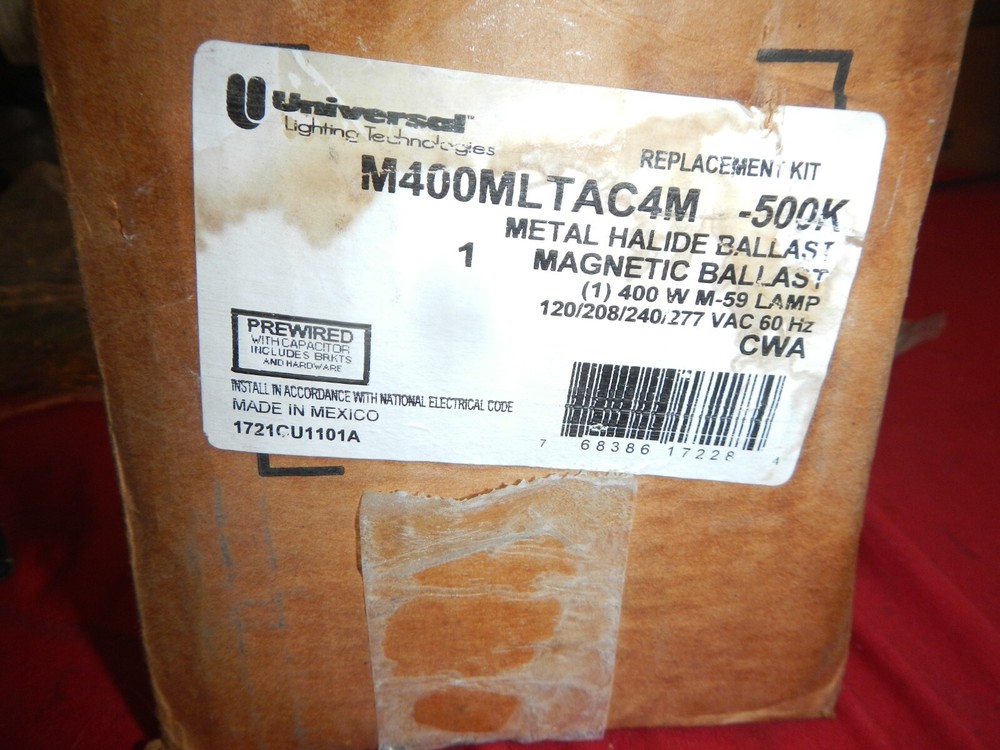 Universal™
Lighting Technologies
REPLACEMENT KIT
M400MLTAC4M -500K
METAL HALIDE BALLAST
1 MAGNETIC BALLAST
(1) 400 W M-59 LAMP
120/208/240/277 VAC 60 Hz
CWA
PREWIRED
WITH CAPACITOR
INCLUDES BRKTS
AND HARDWARE
INSTALL IN ACCORDANCE WITH NATIONAL ELECTRICAL CODE
MADE IN MEXICO
1721CU1101A
7 68386 17228 4